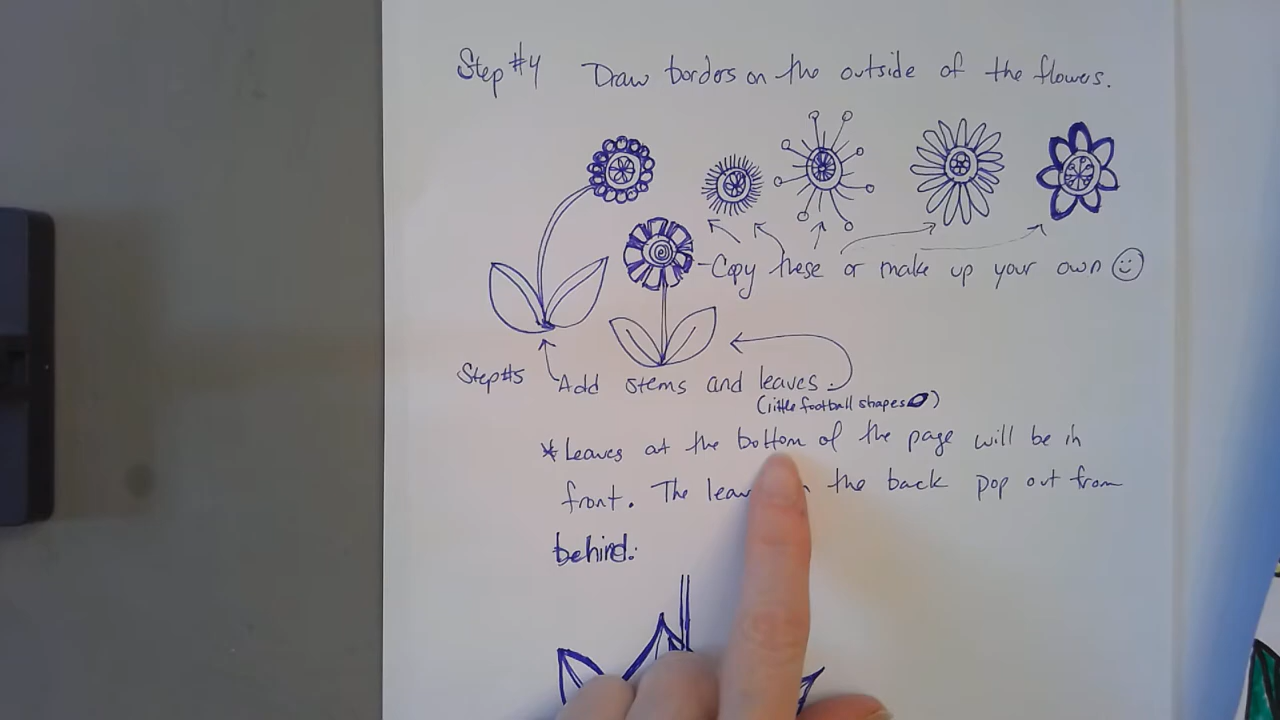 Step #4 Draw borders on the outside of the flowers.
Copy these or make up your own
Step #5 Add stems and leaves.
(little football shapes)
*Leaves at the bottom of the page will be in
front. The the back pop out from
behind.